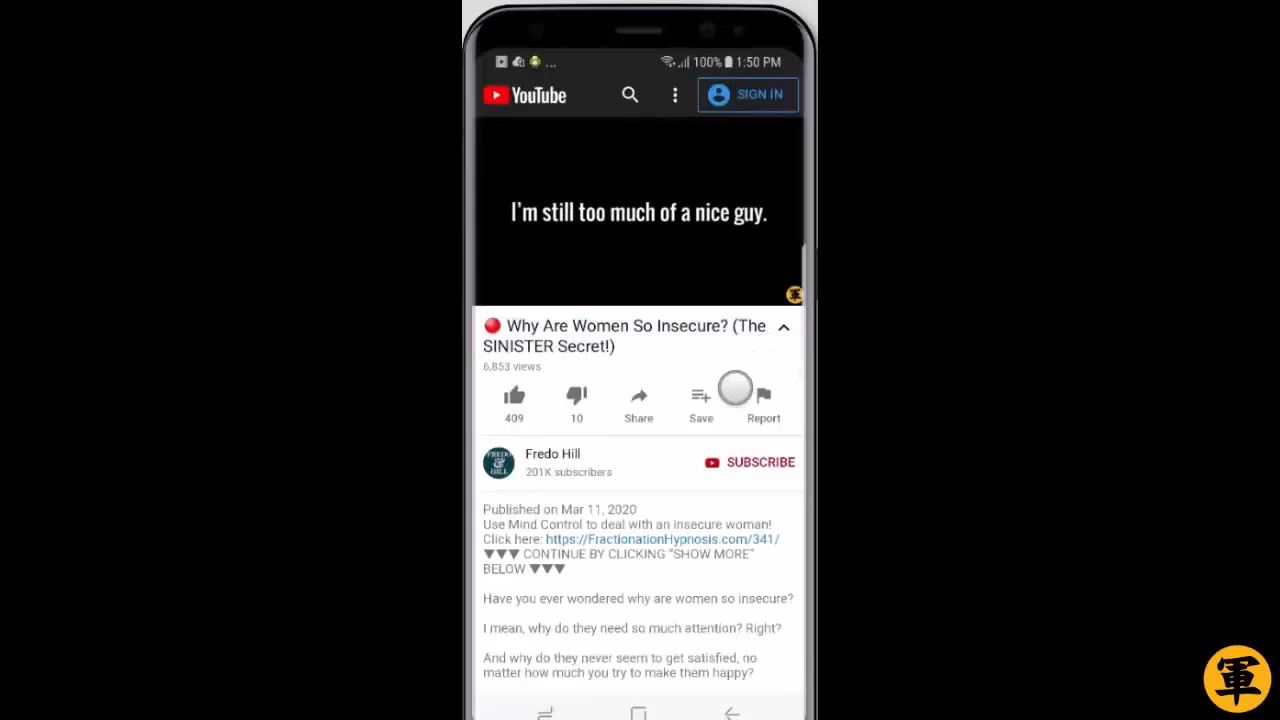 ... 100% 1:50 PM
YouTube SIGN IN
I'm still too much of a nice guy.
軍
🔴 Why Are Women So Insecure? (The
SINISTER Secret!)
6,853 views
409 10 Share Save Report
FREDO
&
HILL
Fredo Hill
201K subscribers
SUBSCRIBE
Published on Mar 11, 2020
Use Mind Control to deal with an insecure woman!
Click here: https://FractionationHypnosis.com/341/
▼▼▼ CONTINUE BY CLICKING "SHOW MORE"
BELOW ▼▼▼
Have you ever wondered why are women so insecure?
I mean, why do they need so much attention? Right?
And why do they never seem to get satisfied, no
matter how much you try to make them happy?
軍